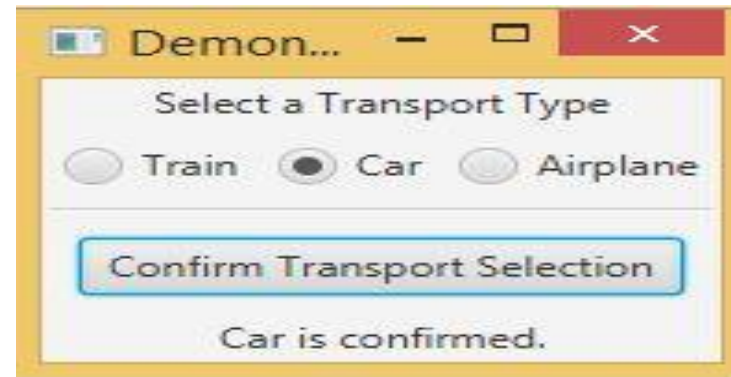 Demon...
Select a Transport Type
Train Car Airplane
Confirm Transport Selection
Car is confirmed.